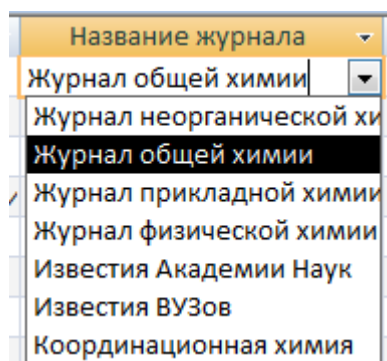 Название журнала
Журнал общей химии
Журнал неорганической хи
Журнал общей химии
Журнал прикладной химии
Журнал физической химии
Известия Академии Наук
Известия ВУЗов
Координационная химия